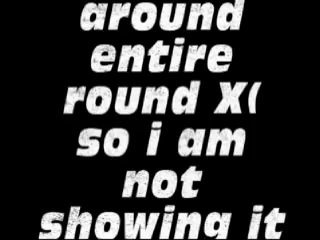 around
entire
round X(
so i am
not
showing it